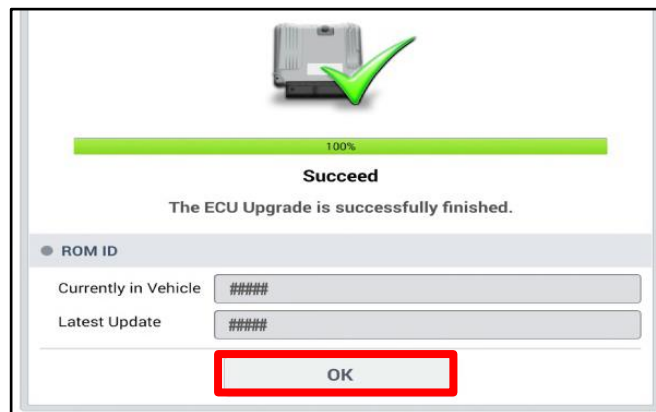 100%
Succeed
The ECU Upgrade is successfully finished.
ROM ID
Currently in Vehicle #####
Latest Update #####
OK